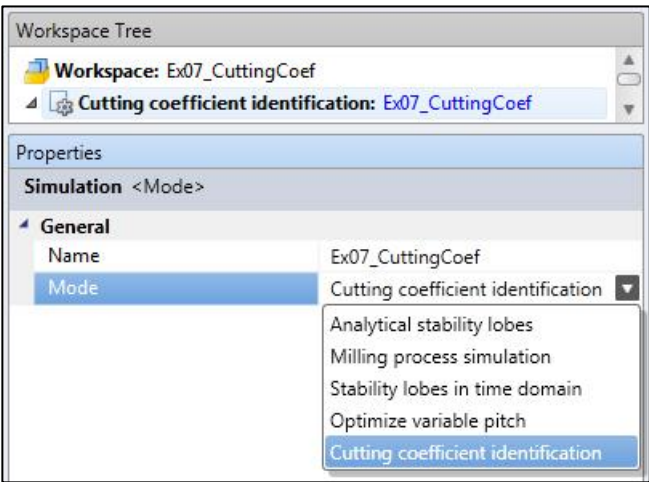 Workspace Tree
Workspace: Ex07_CuttingCoef
Cutting coefficient identification: Ex07_CuttingCoef
Properties
Simulation <Mode>
General
Name Ex07_CuttingCoef
Mode Cutting coefficient identification
Analytical stability lobes
Milling process simulation
Stability lobes in time domain
Optimize variable pitch
Cutting coefficient identification